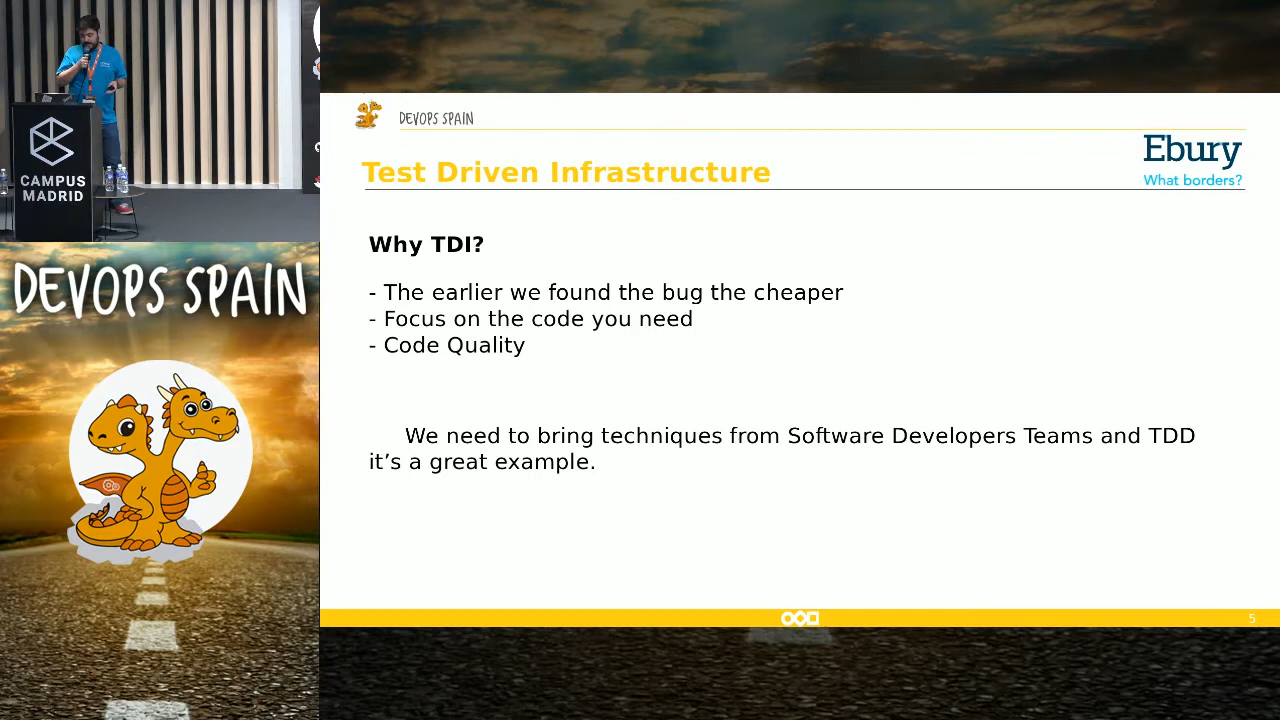 CAMPUS
MADRID
DEVOPS SPAIN
DEVOPS SPAIN
Test Driven Infrastructure
Ebury
What borders?
Why TDI?
- The earlier we found the bug the cheaper
- Focus on the code you need
- Code Quality
We need to bring techniques from Software Developers Teams and TDD
it’s a great example.
5